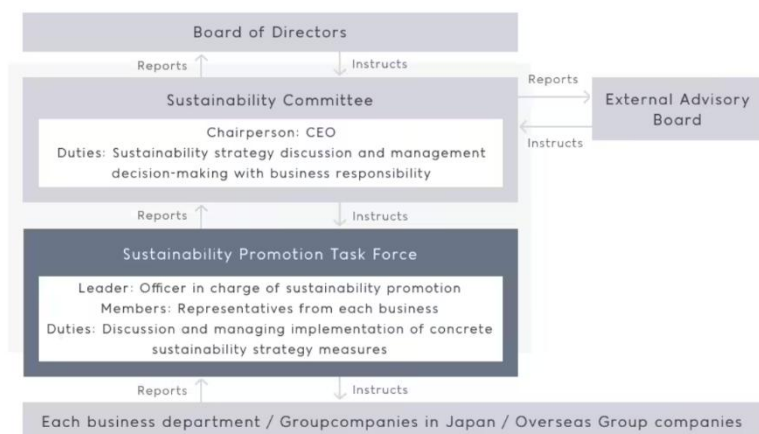 Board of Directors
Reports
Instructs
Sustainability Committee
Chairperson: CEO
Duties: Sustainability strategy discussion and management
decision-making with business responsibility
Reports
Instructs
External Advisory
Board
Reports
Instructs
Sustainability Promotion Task Force
Leader: Officer in charge of sustainability promotion
Members: Representatives from each business
Duties: Discussion and managing implementation of concrete
sustainability strategy measures
Reports
Instructs
Each business department / Groupcompanies in Japan / Overseas Group companies